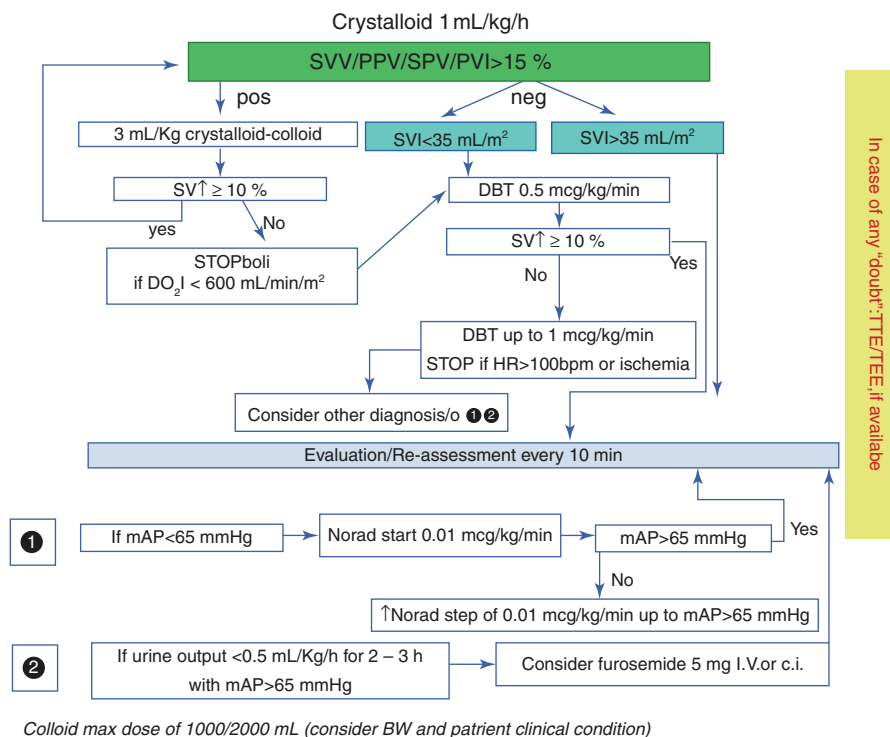 Crystalloid 1 mL/kg/h
SVV/PPV/SPV/PVI>15 %
pos
neg
3 mL/Kg crystalloid-colloid
SVI<35 mL/m²
SVI>35 mL/m²
SV↑ ≥ 10 %
DBT 0.5 mcg/kg/min
yes
No
STOPboli
if DO₂I < 600 mL/min/m²
SV↑ ≥ 10 %
Yes
No
DBT up to 1 mcg/kg/min
STOP if HR>100bpm or ischemia
Consider other diagnosis/o ❶❷
Evaluation/Re-assessment every 10 min
❶
If mAP<65 mmHg
Norad start 0.01 mcg/kg/min
mAP>65 mmHg
Yes
No
↑Norad step of 0.01 mcg/kg/min up to mAP>65 mmHg
❷
If urine output <0.5 mL/Kg/h for 2 – 3 h
with mAP>65 mmHg
Consider furosemide 5 mg I.V.or c.i.
In case of any "doubt":TTE/TEE,if availabe
Colloid max dose of 1000/2000 mL (consider BW and patrient clinical condition)